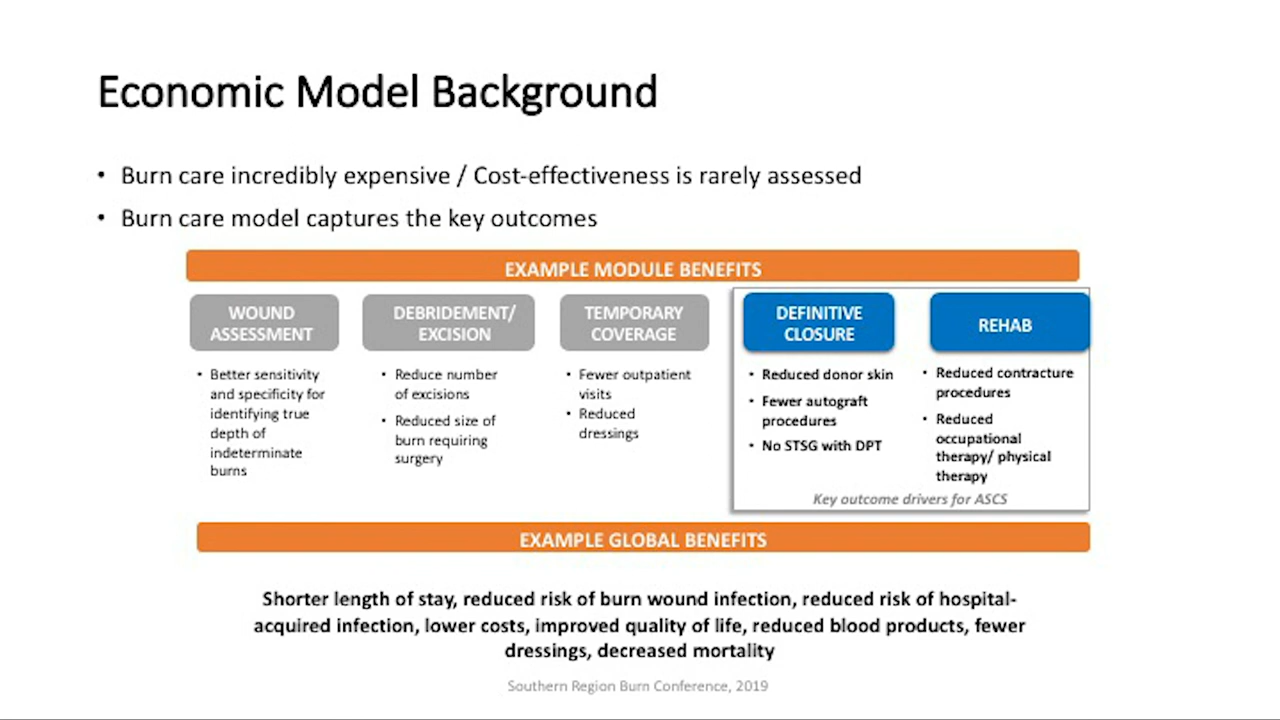 Economic Model Background
• Burn care incredibly expensive / Cost-effectiveness is rarely assessed
• Burn care model captures the key outcomes
EXAMPLE MODULE BENEFITS
WOUND
ASSESSMENT
• Better sensitivity
and specificity for
identifying true
depth of
indeterminate
burns
DEBRIDEMENT/
EXCISION
• Reduce number
of excisions
• Reduced size of
burn requiring
surgery
TEMPORARY
COVERAGE
• Fewer outpatient
visits
• Reduced
dressings
DEFINITIVE
CLOSURE
• Reduced donor skin
• Fewer autograft
procedures
• No STSG with DPT
REHAB
• Reduced contracture
procedures
• Reduced
occupational
therapy/ physical
therapy
Key outcome drivers for ASCS
EXAMPLE GLOBAL BENEFITS
Shorter length of stay, reduced risk of burn wound infection, reduced risk of hospital-
acquired infection, lower costs, improved quality of life, reduced blood products, fewer
dressings, decreased mortality
Southern Region Burn Conference, 2019